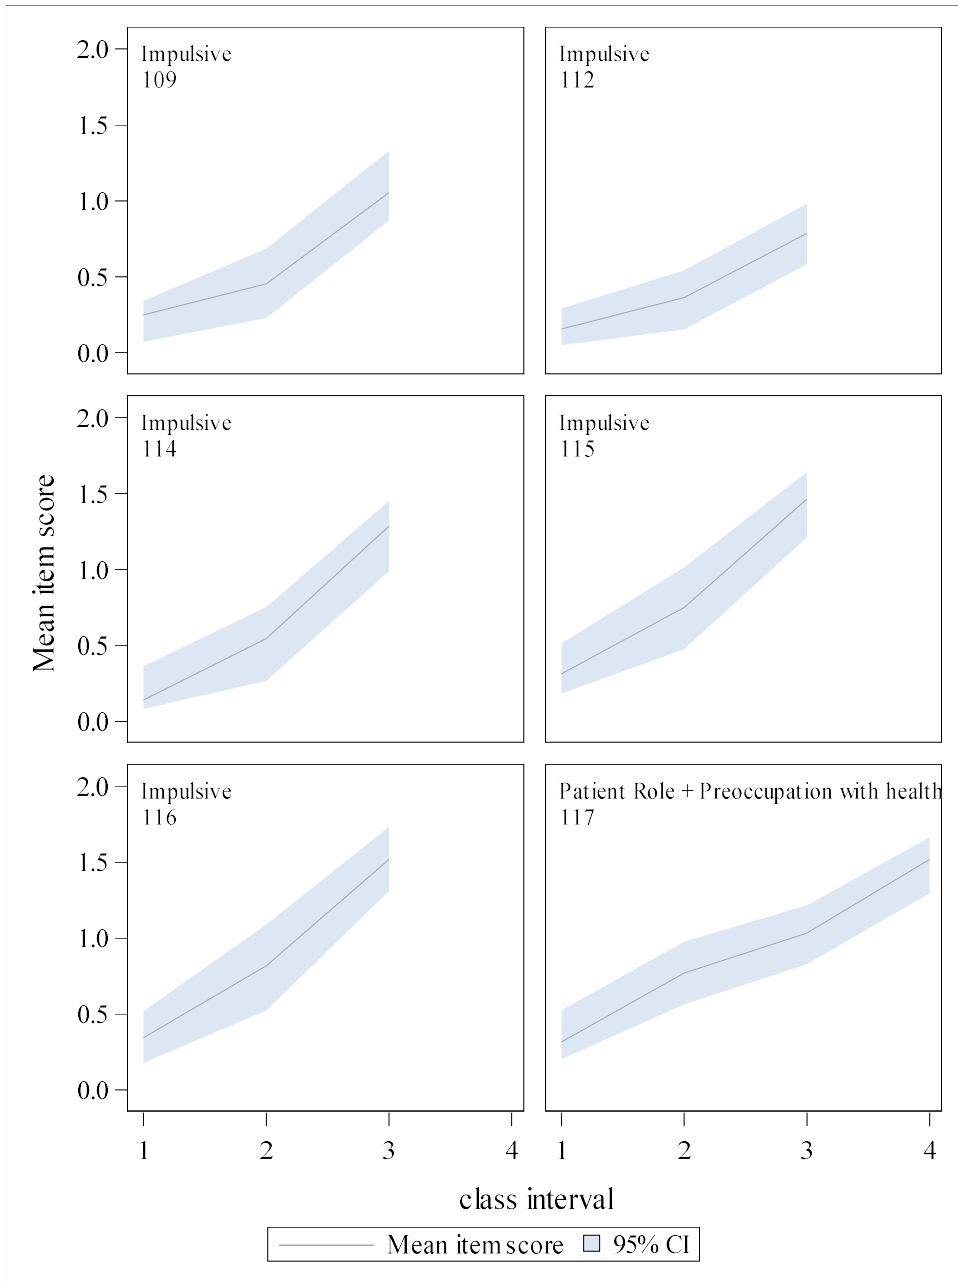 Impulsive
109
2.0
1.5
1.0
0.5
0.0
Impulsive
112
Impulsive
114
2.0
1.5
1.0
0.5
0.0
Impulsive
115
Mean item score
Impulsive
116
2.0
1.5
1.0
0.5
0.0
Patient Role + Preoccupation with health
117
1 2 3 4
1 2 3 4
class interval
Mean item score 95% CI